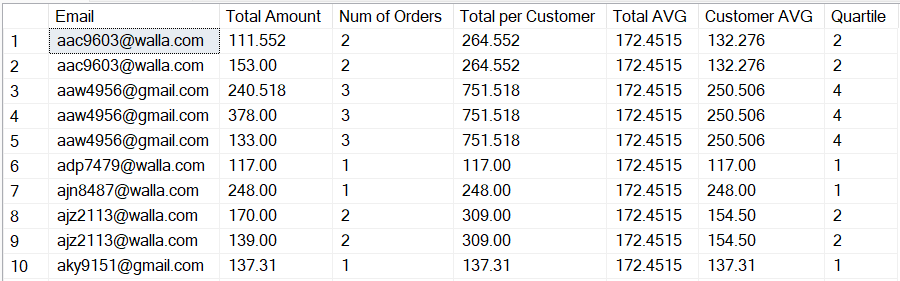 Email Total Amount Num of Orders Total per Customer Total AVG Customer AVG Quartile
1 aac9603@walla.com 111.552 2 264.552 172.4515 132.276 2
2 aac9603@walla.com 153.00 2 264.552 172.4515 132.276 2
3 aaw4956@gmail.com 240.518 3 751.518 172.4515 250.506 4
4 aaw4956@gmail.com 378.00 3 751.518 172.4515 250.506 4
5 aaw4956@gmail.com 133.00 3 751.518 172.4515 250.506 4
6 adp7479@walla.com 117.00 1 117.00 172.4515 117.00 1
7 ajn8487@walla.com 248.00 1 248.00 172.4515 248.00 1
8 ajz2113@walla.com 170.00 2 309.00 172.4515 154.50 2
9 ajz2113@walla.com 139.00 2 309.00 172.4515 154.50 2
10 aky9151@gmail.com 137.31 1 137.31 172.4515 137.31 1